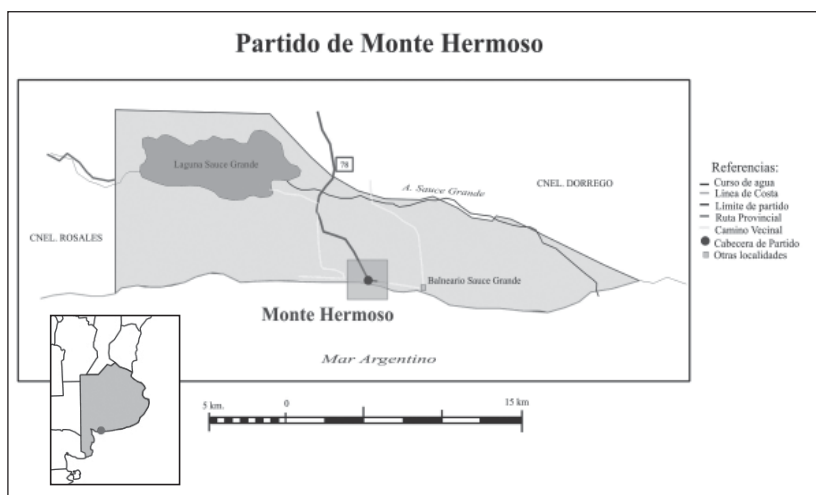 Partido de Monte Hermoso
Laguna Sauce Grande
78
A. Sauce Grande
CNEL. DORREGO
CNEL. ROSALES
Balneario Sauce Grande
Monte Hermoso
Mar Argentino
Referencias:
Curso de agua
Línea de Costa
Límite de partido
Ruta Provincial
Camino Vecinal
Cabecera de Partido
Otras localidades
5 km.
0
15 km